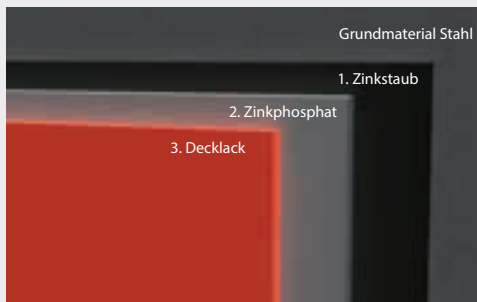 Grundmaterial Stahl
1. Zinkstaub
2. Zinkphosphat
3. Decklack